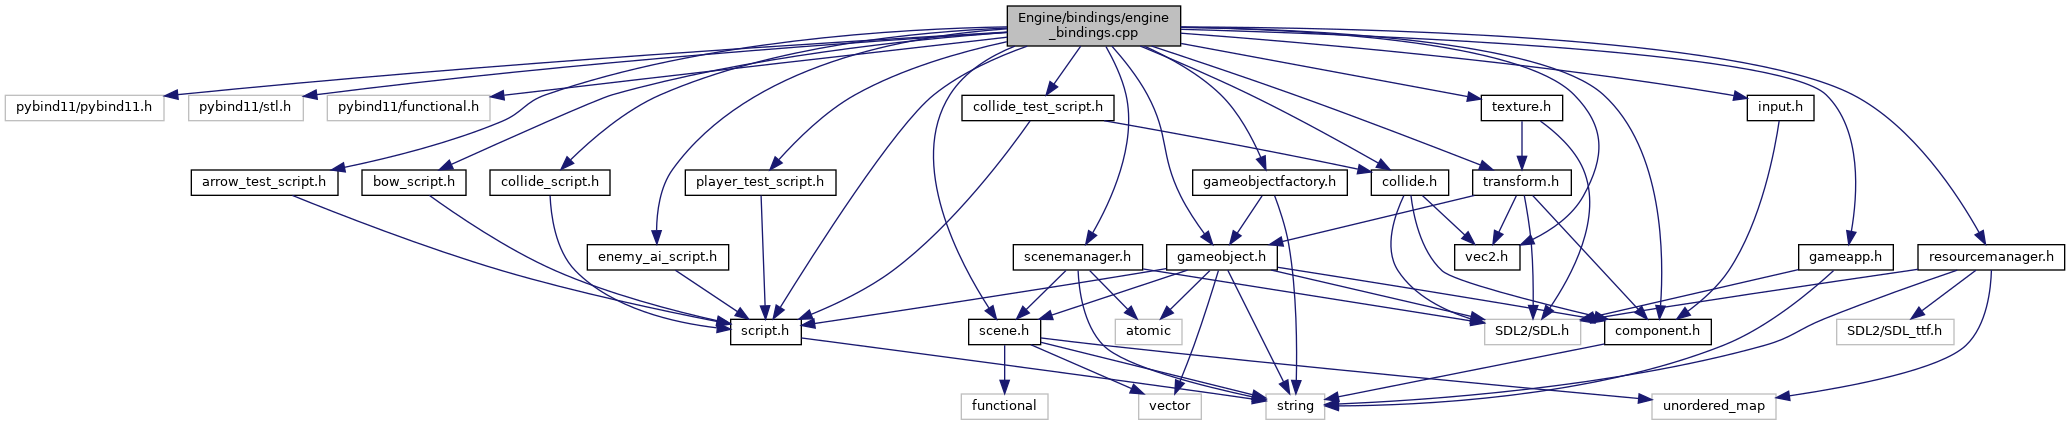 Engine/bindings/engine
_bindings.cpp
pybind11/pybind11.h
pybind11/stl.h
pybind11/functional.h
collide_test_script.h
texture.h
input.h
arrow_test_script.h
bow_script.h
collide_script.h
player_test_script.h
gameobjectfactory.h
collide.h
transform.h
enemy_ai_script.h
scenemanager.h
gameobject.h
vec2.h
gameapp.h
resourcemanager.h
script.h
scene.h
atomic
SDL2/SDL.h
component.h
SDL2/SDL_ttf.h
functional
vector
string
unordered_map